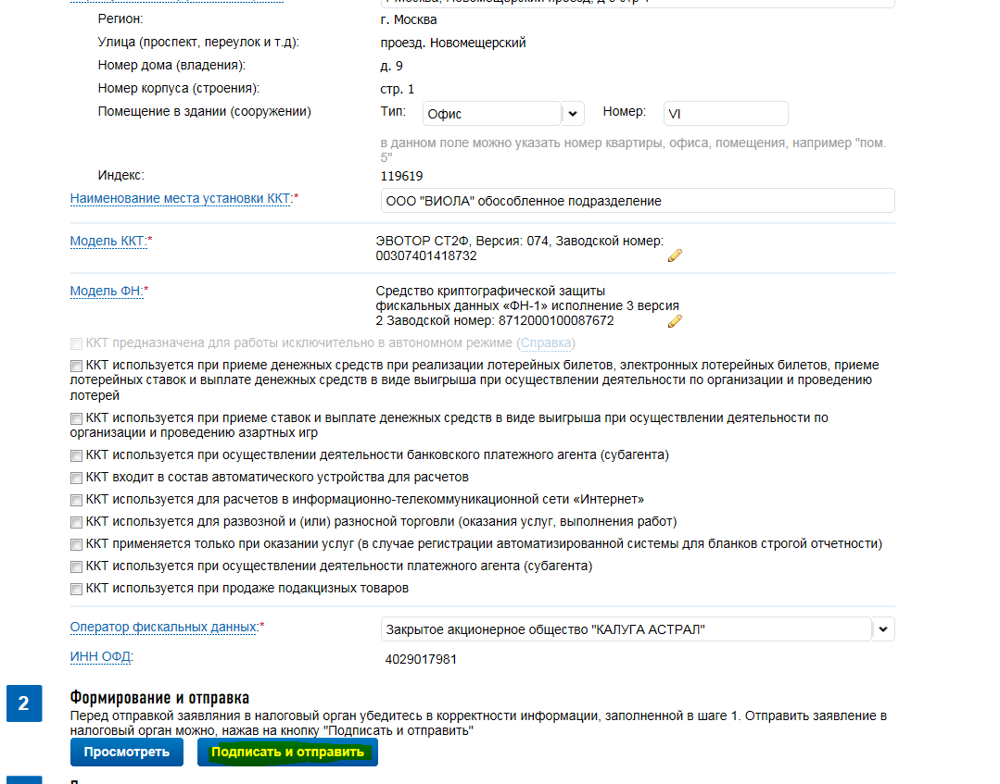 Регион: г. Москва
Улица (проспект, переулок и т.д): проезд. Новомещерский
Номер дома (владения): д. 9
Номер корпуса (строения): стр. 1
Помещение в здании (сооружении) Тип: Офис Номер: VI
в данном поле можно указать номер квартиры, офиса, помещения, например "пом.
5"
Индекс: 119619
Наименование места установки ККТ:* ООО "ВИОЛА" обособленное подразделение
Модель ККТ:* ЭВОТОР СТ2Ф, Версия: 074, Заводской номер:
00307401418732
Модель ФН:* Средство криптографической защиты
фискальных данных «ФН-1» исполнение 3 версия
2 Заводской номер: 8712000100087672
ККТ предназначена для работы исключительно в автономном режиме (Справка)
ККТ используется при приеме денежных средств при реализации лотерейных билетов, электронных лотерейных билетов, приеме
лотерейных ставок и выплате денежных средств в виде выигрыша при осуществлении деятельности по организации и проведению
лотерей
ККТ используется при приеме ставок и выплате денежных средств в виде выигрыша при осуществлении деятельности по
организации и проведению азартных игр
ККТ используется при осуществлении деятельности банковского платежного агента (субагента)
ККТ входит в состав автоматического устройства для расчетов
ККТ используется для расчетов в информационно-телекоммуникационной сети «Интернет»
ККТ используется для развозной и (или) разносной торговли (оказания услуг, выполнения работ)
ККТ применяется только при оказании услуг (в случае регистрации автоматизированной системы для бланков строгой отчетности)
ККТ используется при осуществлении деятельности платежного агента (субагента)
ККТ используется при продаже подакцизных товаров
Оператор фискальных данных:* Закрытое акционерное общество "КАЛУГА АСТРАЛ"
ИНН ОФД: 4029017981
2 Формирование и отправка
Перед отправкой заявляния в налоговый орган убедитесь в корректности информации, заполненной в шаге 1. Отправить заявление в
налоговый орган можно, нажав на кнопку "Подписать и отправить"
Просмотреть Подписать и отправить